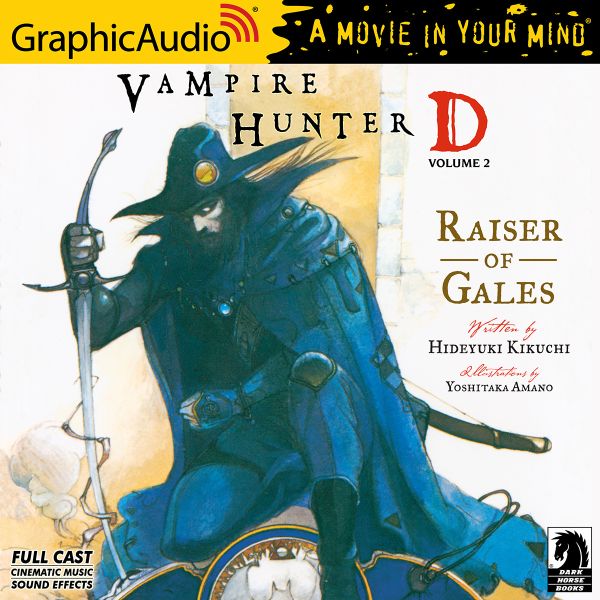 GraphicAudio®
A MOVIE IN YOUR MIND®
VAMPIRE
HUNTER D
VOLUME 2
RAISER
OF
GALES
Written by
HIDEYUKI KIKUCHI
Illustrations by
YOSHITAKA AMANO
FULL CAST
CINEMATIC MUSIC
SOUND EFFECTS
DARK
HORSE
BOOKS